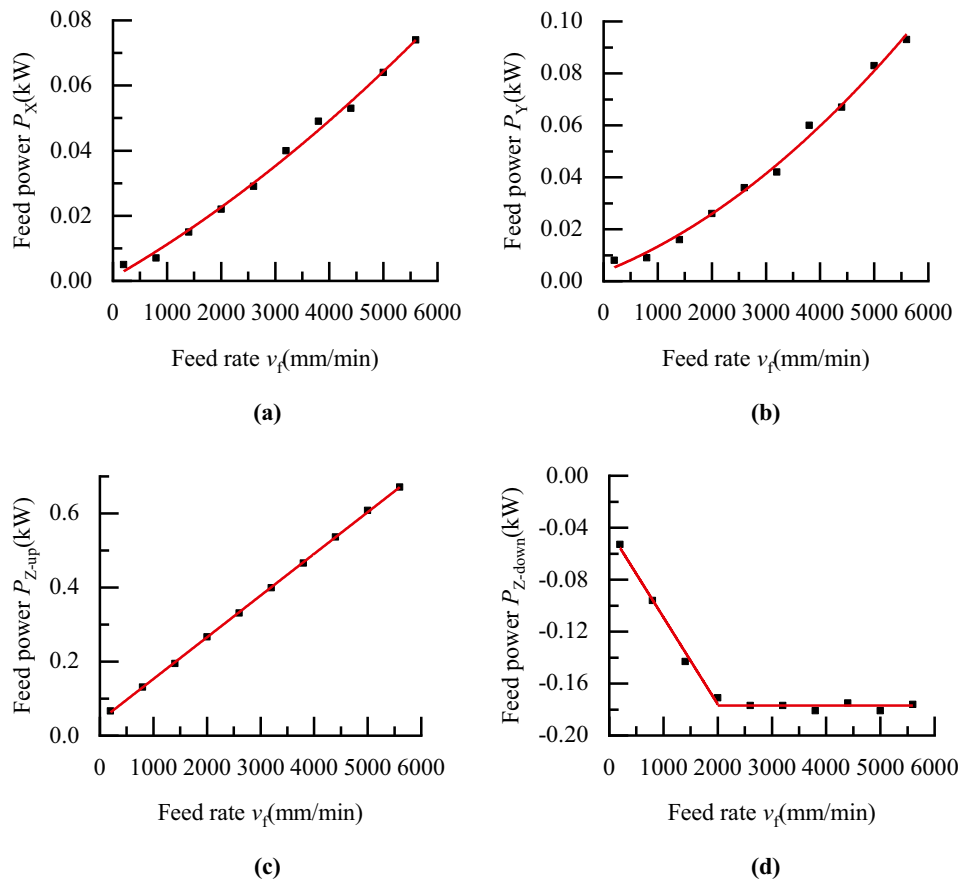 Feed power P_X(kW)
0.08
0.06
0.04
0.02
0.00
0 1000 2000 3000 4000 5000 6000
Feed rate v_f(mm/min)
(a)
Feed power P_Y(kW)
0.10
0.08
0.06
0.04
0.02
0.00
0 1000 2000 3000 4000 5000 6000
Feed rate v_f(mm/min)
(b)
Feed power P_Z-up(kW)
0.6
0.4
0.2
0.0
0 1000 2000 3000 4000 5000 6000
Feed rate v_f(mm/min)
(c)
Feed power P_Z-down(kW)
0.00
-0.04
-0.08
-0.12
-0.16
-0.20
0 1000 2000 3000 4000 5000 6000
Feed rate v_f(mm/min)
(d)